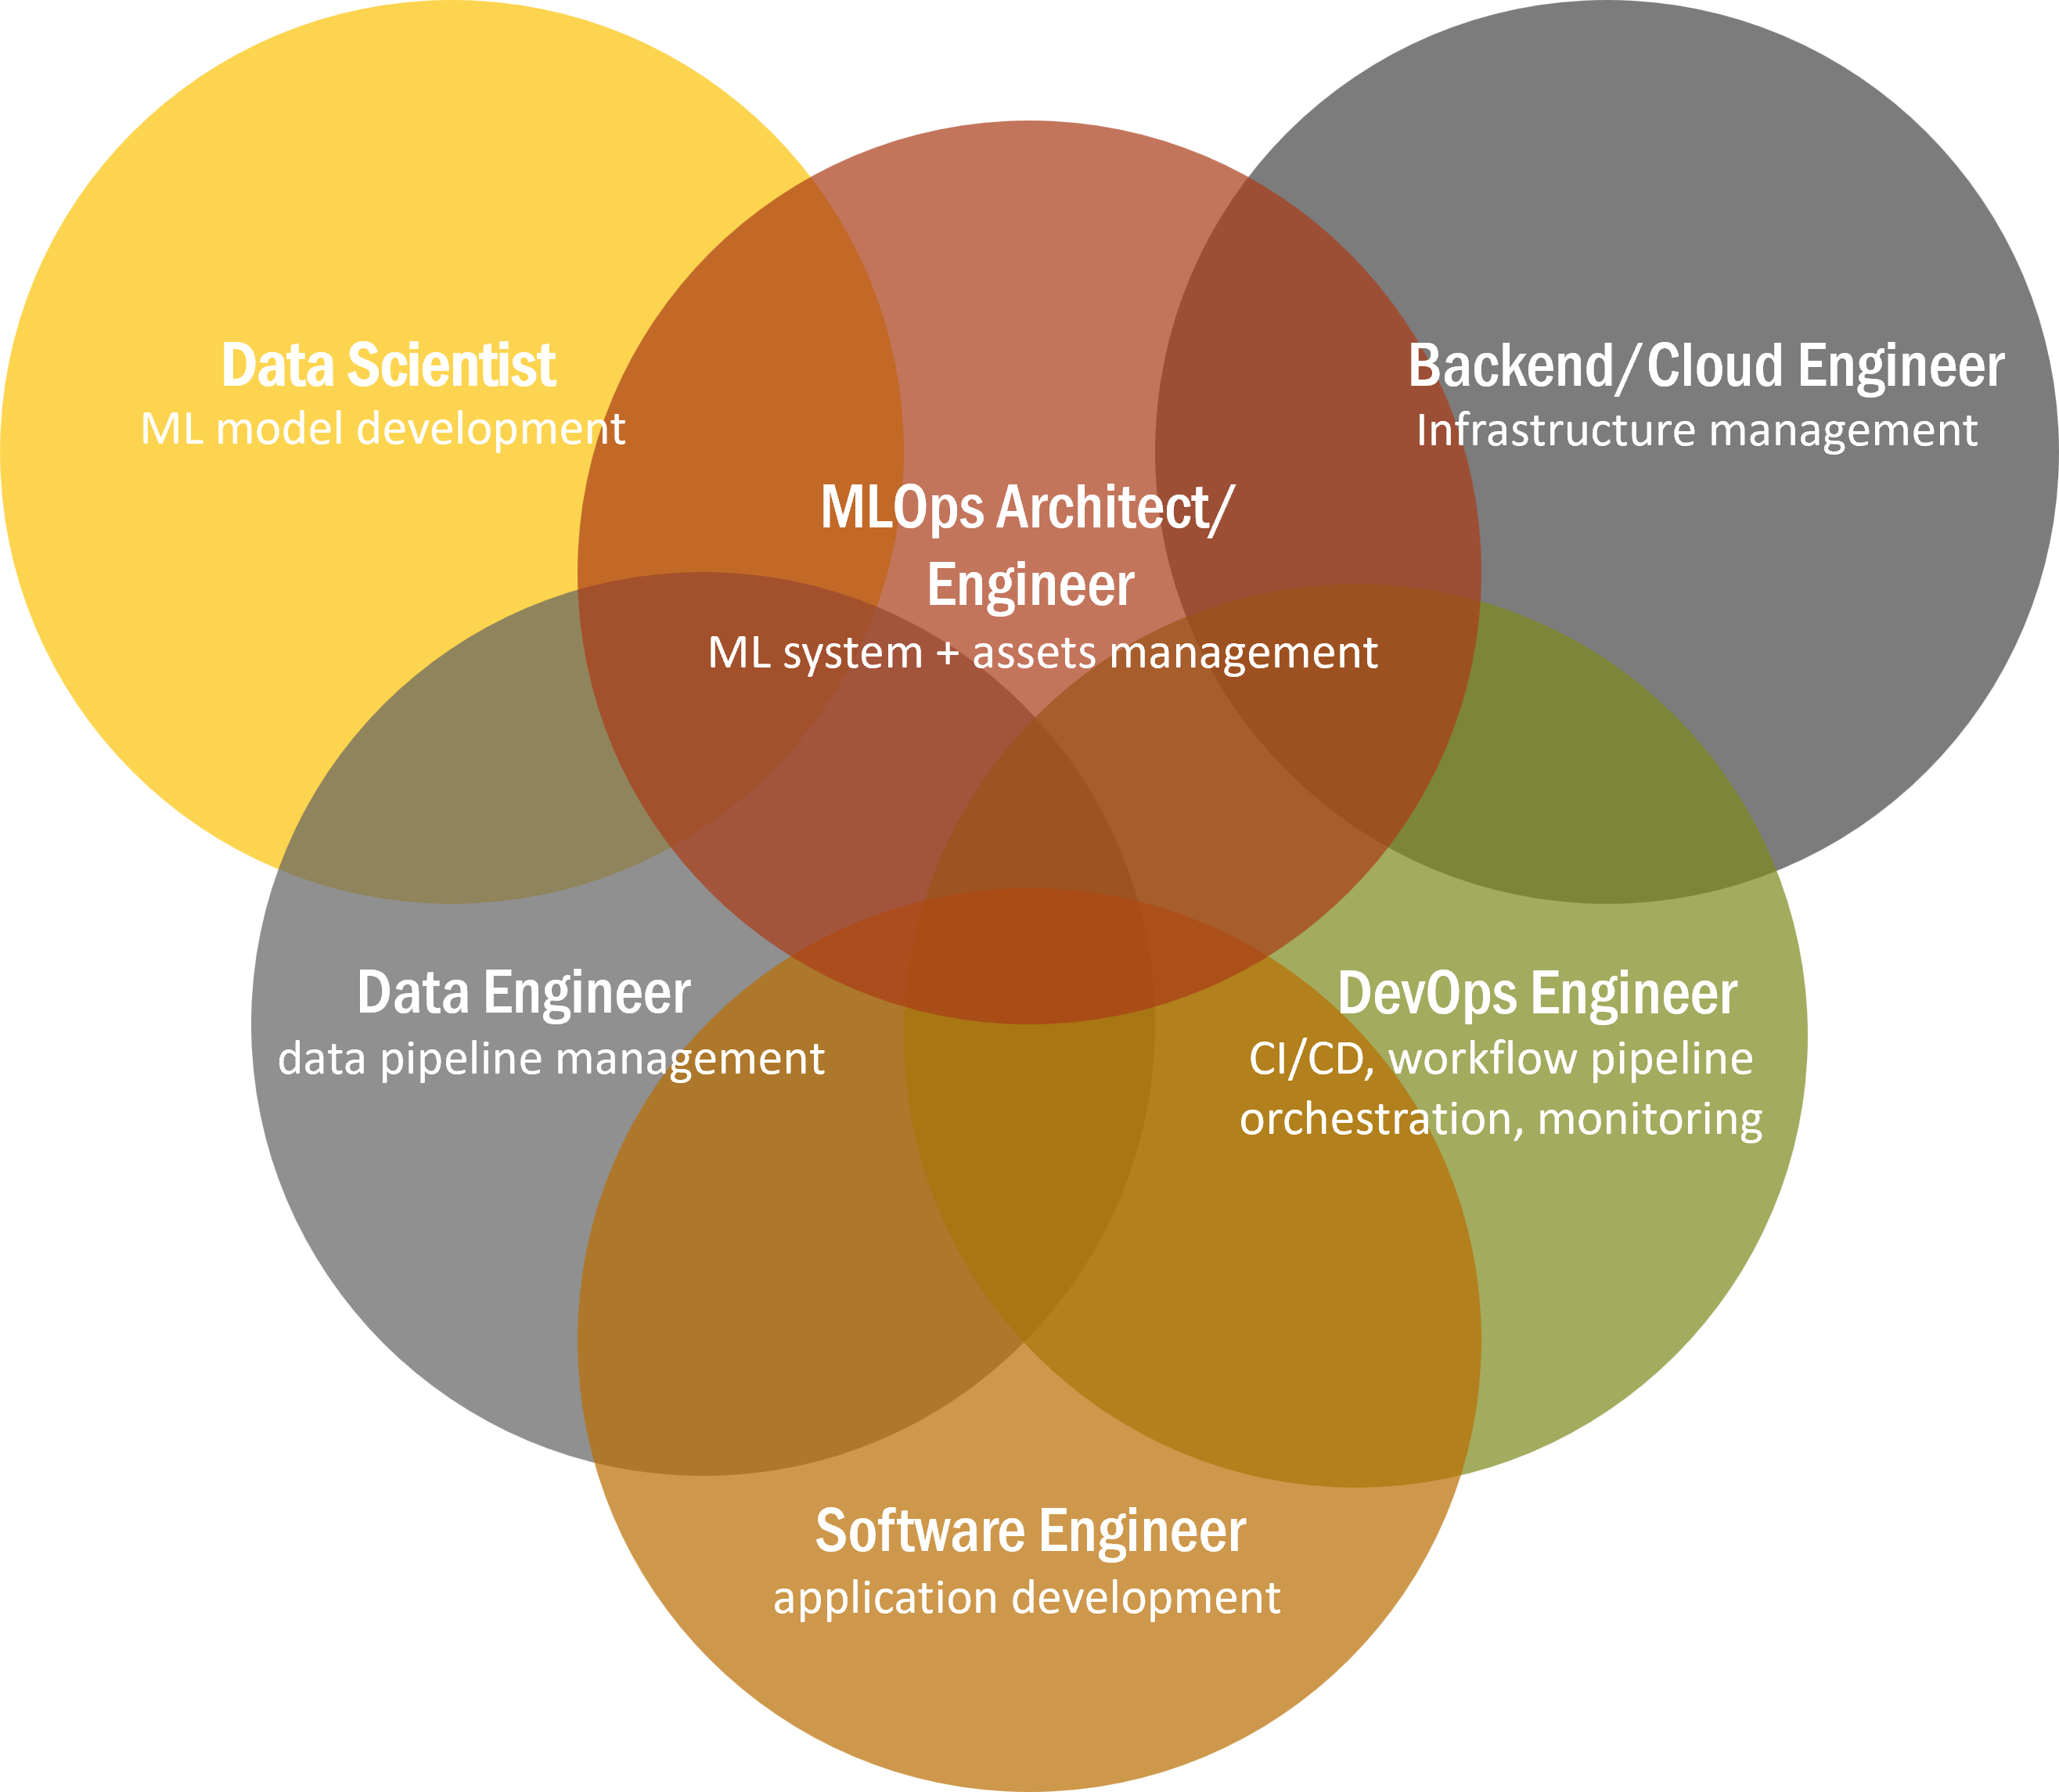 Data Scientist
ML model development
Backend/Cloud Engineer
Infrastructure management
MLOps Architect/
Engineer
ML system + assets management
Data Engineer
data pipeline management
DevOps Engineer
CI/CD, workflow pipeline
orchestration, monitoring
Software Engineer
application development